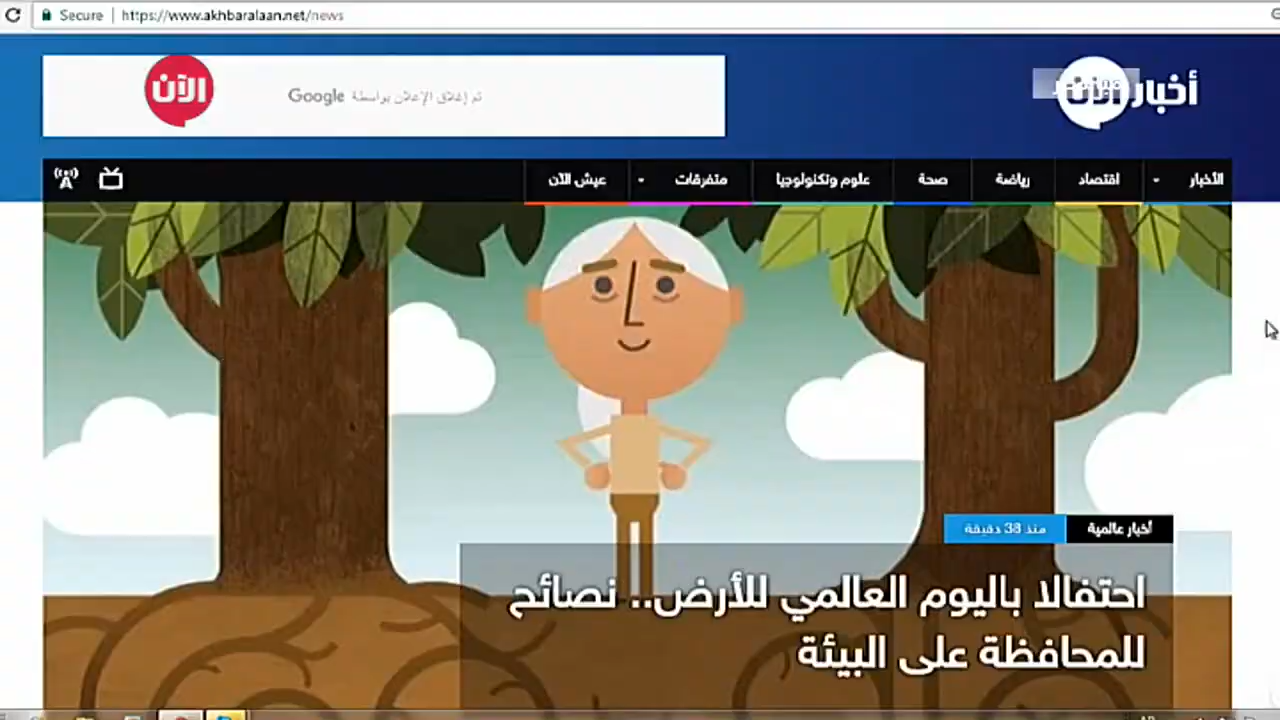 Secure https://www.akhbaralaan.net/news
أخبار الآن
الآن
تم إغلاق الإعلان بواسطة Google
الأخبار اقتصاد رياضة صحة علوم وتكنولوجيا متفرقات عيش الآن
أخبار عالمية منذ 38 دقيقة
احتفالا باليوم العالمي للأرض.. نصائح
للمحافظة على البيئة